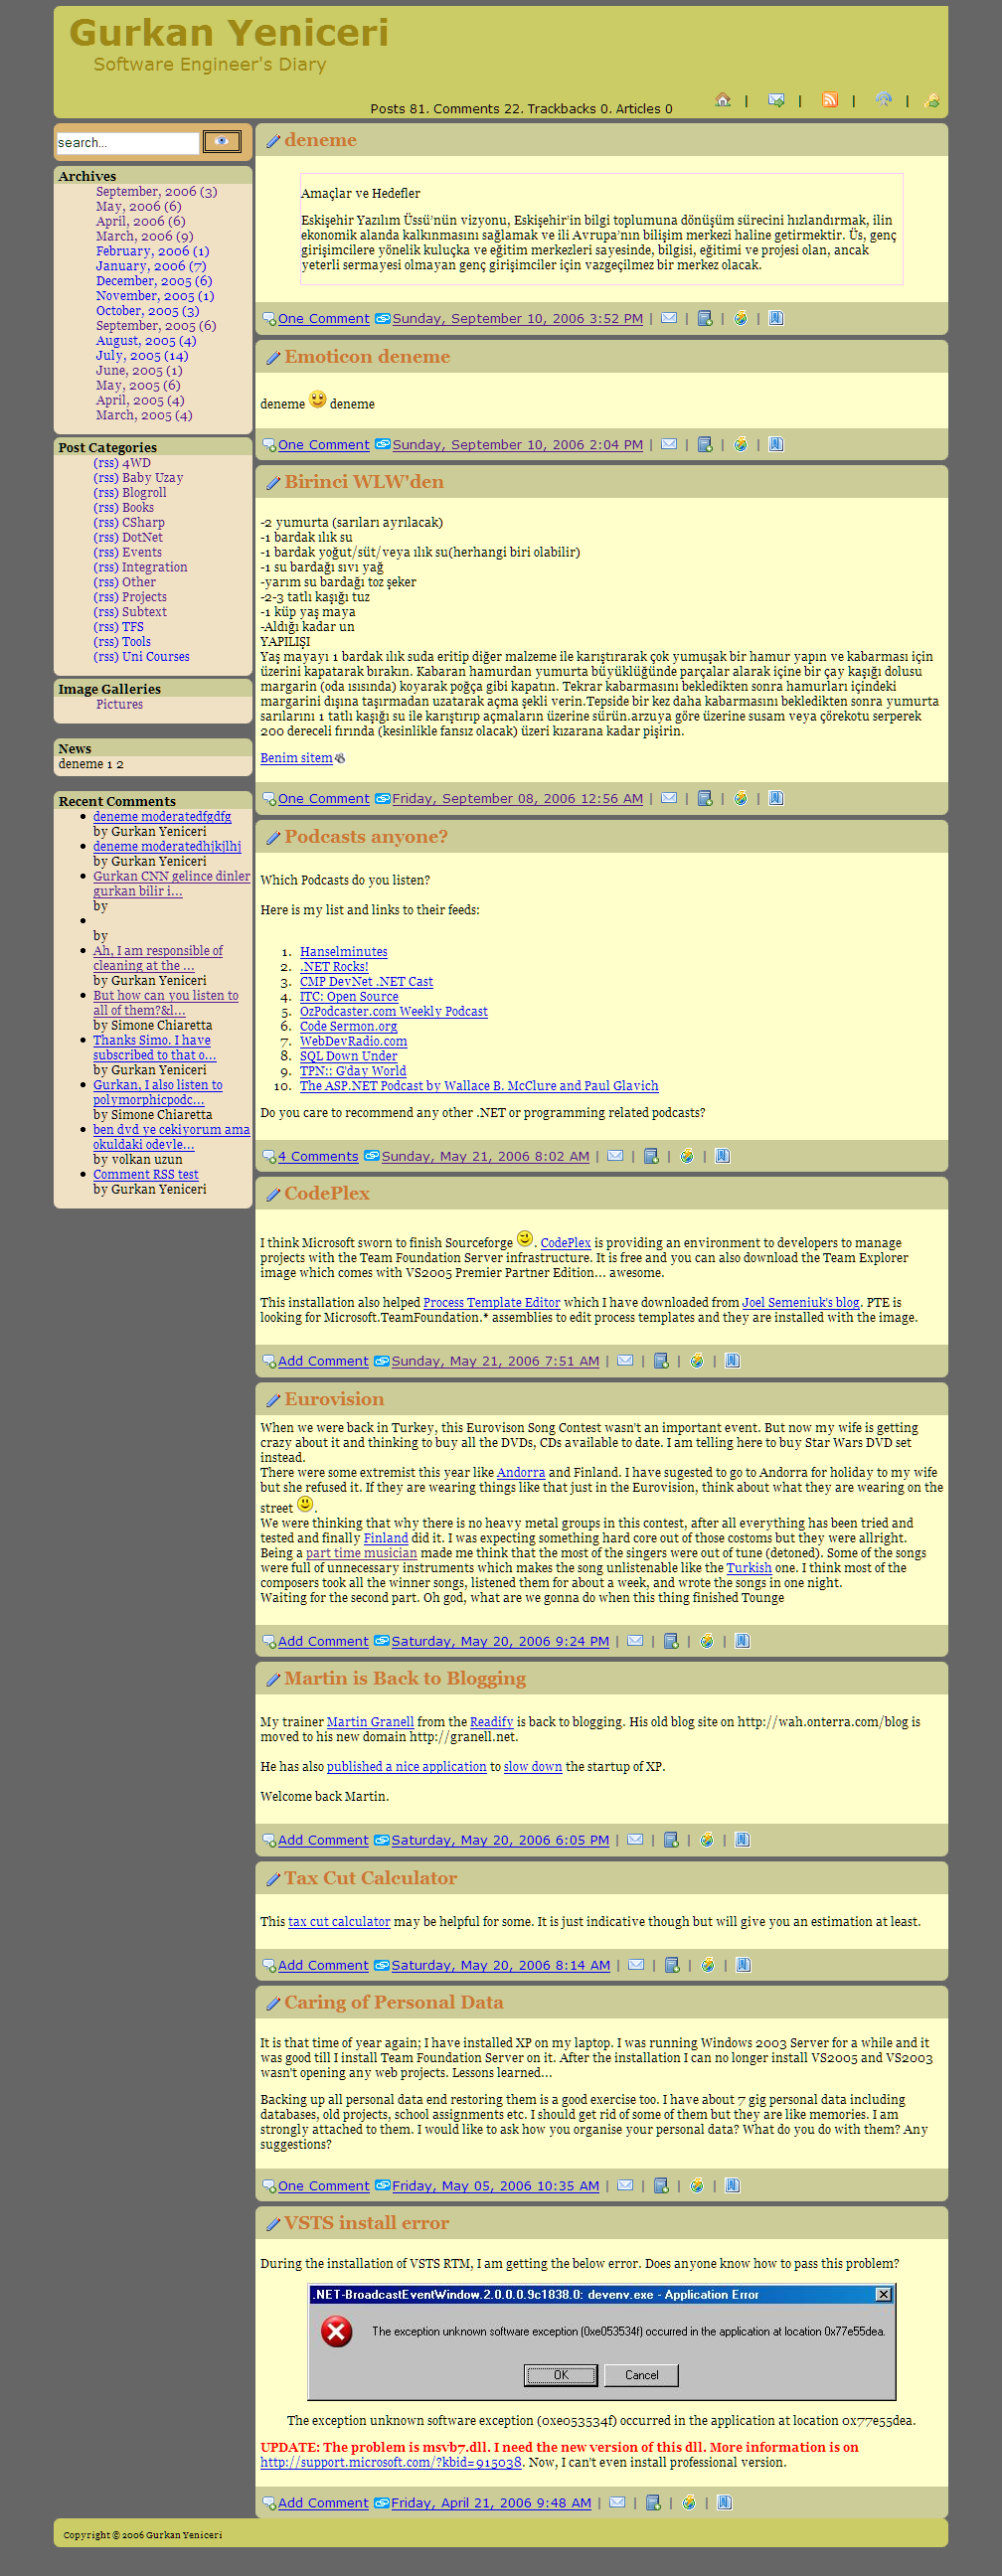 Gurkan Yeniceri
Software Engineer's Diary
Posts 81. Comments 22. Trackbacks 0. Articles 0
| | | |
search...
Archives
September, 2006 (3)
May, 2006 (6)
April, 2006 (6)
March, 2006 (9)
February, 2006 (1)
January, 2006 (7)
December, 2005 (6)
November, 2005 (1)
October, 2005 (3)
September, 2005 (6)
August, 2005 (4)
July, 2005 (14)
June, 2005 (1)
May, 2005 (6)
April, 2005 (4)
March, 2005 (4)
Post Categories
(rss) 4WD
(rss) Baby Uzay
(rss) Blogroll
(rss) Books
(rss) CSharp
(rss) DotNet
(rss) Events
(rss) Integration
(rss) Other
(rss) Projects
(rss) Subtext
(rss) TFS
(rss) Tools
(rss) Uni Courses
Image Galleries
Pictures
News
deneme 1 2
Recent Comments
deneme moderatedfgdfg
by Gurkan Yeniceri
deneme moderatedhjkjlhj
by Gurkan Yeniceri
Gurkan CNN gelince dinler
gurkan bilir i...
by
by
Ah, I am responsible of
cleaning at the ...
by Gurkan Yeniceri
But how can you listen to
all of them?&l...
by Simone Chiaretta
Thanks Simo. I have
subscribed to that o...
by Gurkan Yeniceri
Gurkan, I also listen to
polymorphicpodc...
by Simone Chiaretta
ben dvd ye cekiyorum ama
okuldaki odevle...
by volkan uzun
Comment RSS test
by Gurkan Yeniceri
deneme
Amaçlar ve Hedefler
Eskişehir Yazılım Üssü'nün vizyonu, Eskişehir'in bilgi toplumuna dönüşüm sürecini hızlandırmak, ilin
ekonomik alanda kalkınmasını sağlamak ve ili Avrupa'nın bilişim merkezi haline getirmektir. Üs, genç
girişimcilere yönelik kuluçka ve eğitim merkezleri sayesinde, bilgisi, eğitimi ve projesi olan, ancak
yeterli sermayesi olmayan genç girişimciler için vazgeçilmez bir merkez olacak.
One Comment Sunday, September 10, 2006 3:52 PM | | | |
Emoticon deneme
deneme deneme
One Comment Sunday, September 10, 2006 2:04 PM | | | |
Birinci WLW'den
-2 yumurta (sarıları ayrılacak)
-1 bardak ılık su
-1 bardak yoğut/süt/veya ılık su(herhangi biri olabilir)
-1 su bardağı sıvı yağ
-yarım su bardağı toz şeker
-2-3 tatlı kaşığı tuz
-1 küp yaş maya
-Aldığı kadar un
YAPILIŞI
Yaş mayayı 1 bardak ılık suda eritip diğer malzeme ile karıştırarak çok yumuşak bir hamur yapın ve kabarması için
üzerini kapatarak bırakın. Kabaran hamurdan yumurta büyüklüğünde parçalar alarak içine bir çay kaşığı dolusu
margarin (oda ısısında) koyarak poğça gibi kapatın. Tekrar kabarmasını bekledikten sonra hamurları içindeki
margarini dışına taşırmadan uzatarak açma şekli verin.Tepside bir kez daha kabarmasını bekledikten sonra yumurta
sarılarını 1 tatlı kaşığı su ile karıştırıp açmaların üzerine sürün.arzuya göre üzerine susam veya çörekotu serperek
200 dereceli fırında (kesinlikle fansız olacak) üzeri kızarana kadar pişirin.
Benim sitem
One Comment Friday, September 08, 2006 12:56 AM | | | |
Podcasts anyone?
Which Podcasts do you listen?
Here is my list and links to their feeds:
1. Hanselminutes
2. .NET Rocks!
3. CMP DevNet .NET Cast
4. ITC: Open Source
5. OzPodcaster.com Weekly Podcast
6. Code Sermon.org
7. WebDevRadio.com
8. SQL Down Under
9. TPN:: G'day World
10. The ASP.NET Podcast by Wallace B. McClure and Paul Glavich
Do you care to recommend any other .NET or programming related podcasts?
4 Comments Sunday, May 21, 2006 8:02 AM | | | |
CodePlex
I think Microsoft sworn to finish Sourceforge . CodePlex is providing an environment to developers to manage
projects with the Team Foundation Server infrastructure. It is free and you can also download the Team Explorer
image which comes with VS2005 Premier Partner Edition... awesome.
This installation also helped Process Template Editor which I have downloaded from Joel Semeniuk's blog. PTE is
looking for Microsoft.TeamFoundation.* assemblies to edit process templates and they are installed with the image.
Add Comment Sunday, May 21, 2006 7:51 AM | | | |
Eurovision
When we were back in Turkey, this Eurovison Song Contest wasn't an important event. But now my wife is getting
crazy about it and thinking to buy all the DVDs, CDs available to date. I am telling here to buy Star Wars DVD set
instead.
There were some extremist this year like Andorra and Finland. I have sugested to go to Andorra for holiday to my wife
but she refused it. If they are wearing things like that just in the Eurovision, think about what they are wearing on the
street .
We were thinking that why there is no heavy metal groups in this contest, after all everything has been tried and
tested and finally Finland did it. I was expecting something hard core out of those costoms but they were allright.
Being a part time musician made me think that the most of the singers were out of tune (detoned). Some of the songs
were full of unnecessary instruments which makes the song unlistenable like the Turkish one. I think most of the
composers took all the winner songs, listened them for about a week, and wrote the songs in one night.
Waiting for the second part. Oh god, what are we gonna do when this thing finished Tounge
Add Comment Saturday, May 20, 2006 9:24 PM | | | |
Martin is Back to Blogging
My trainer Martin Granell from the Readify is back to blogging. His old blog site on http://wah.onterra.com/blog is
moved to his new domain http://granell.net.
He has also published a nice application to slow down the startup of XP.
Welcome back Martin.
Add Comment Saturday, May 20, 2006 6:05 PM | | | |
Tax Cut Calculator
This tax cut calculator may be helpful for some. It is just indicative though but will give you an estimation at least.
Add Comment Saturday, May 20, 2006 8:14 AM | | | |
Caring of Personal Data
It is that time of year again; I have installed XP on my laptop. I was running Windows 2003 Server for a while and it
was good till I install Team Foundation Server on it. After the installation I can no longer install VS2005 and VS2003
wasn't opening any web projects. Lessons learned...
Backing up all personal data end restoring them is a good exercise too. I have about 7 gig personal data including
databases, old projects, school assignments etc. I should get rid of some of them but they are like memories. I am
strongly attached to them. I would like to ask how you organise your personal data? What do you do with them? Any
suggestions?
One Comment Friday, May 05, 2006 10:35 AM | | | |
VSTS install error
During the installation of VSTS RTM, I am getting the below error. Does anyone know how to pass this problem?
.NET-BroadcastEventWindow.2.0.0.0.9c1838.0: devenv.exe - Application Error
The exception unknown software exception (0xe053534f) occurred in the application at location 0x77e55dea.
OK Cancel
The exception unknown software exception (0xe053534f) occurred in the application at location 0x77e55dea.
UPDATE: The problem is msvb7.dll. I need the new version of this dll. More information is on
http://support.microsoft.com/?kbid=915038. Now, I can't even install professional version.
Add Comment Friday, April 21, 2006 9:48 AM | | | |
Copyright © 2006 Gurkan Yeniceri